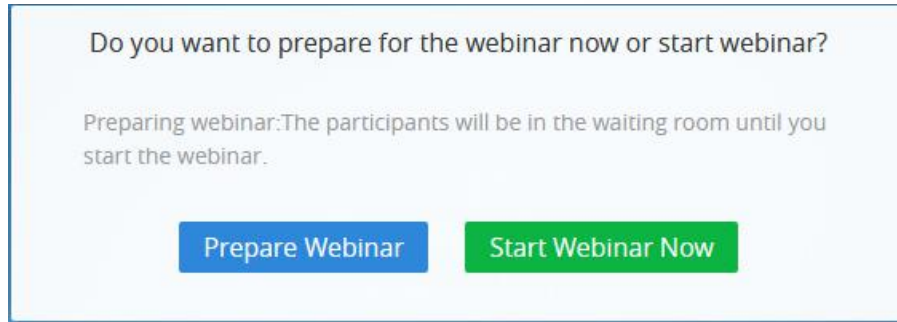 Do you want to prepare for the webinar now or start webinar?
Preparing webinar:The participants will be in the waiting room until you
start the webinar.
Prepare Webinar
Start Webinar Now